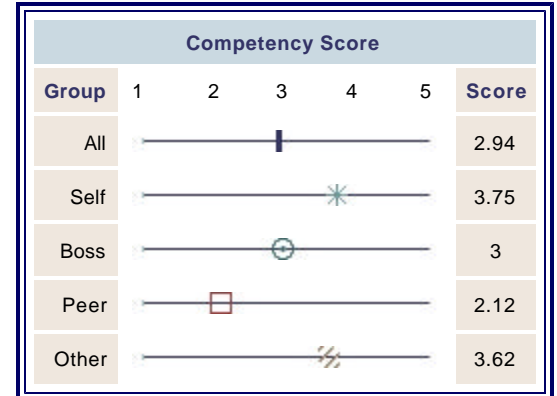 Competency Score
Group 1 2 3 4 5 Score
All 2.94
Self 3.75
Boss 3
Peer 2.12
Other 3.62